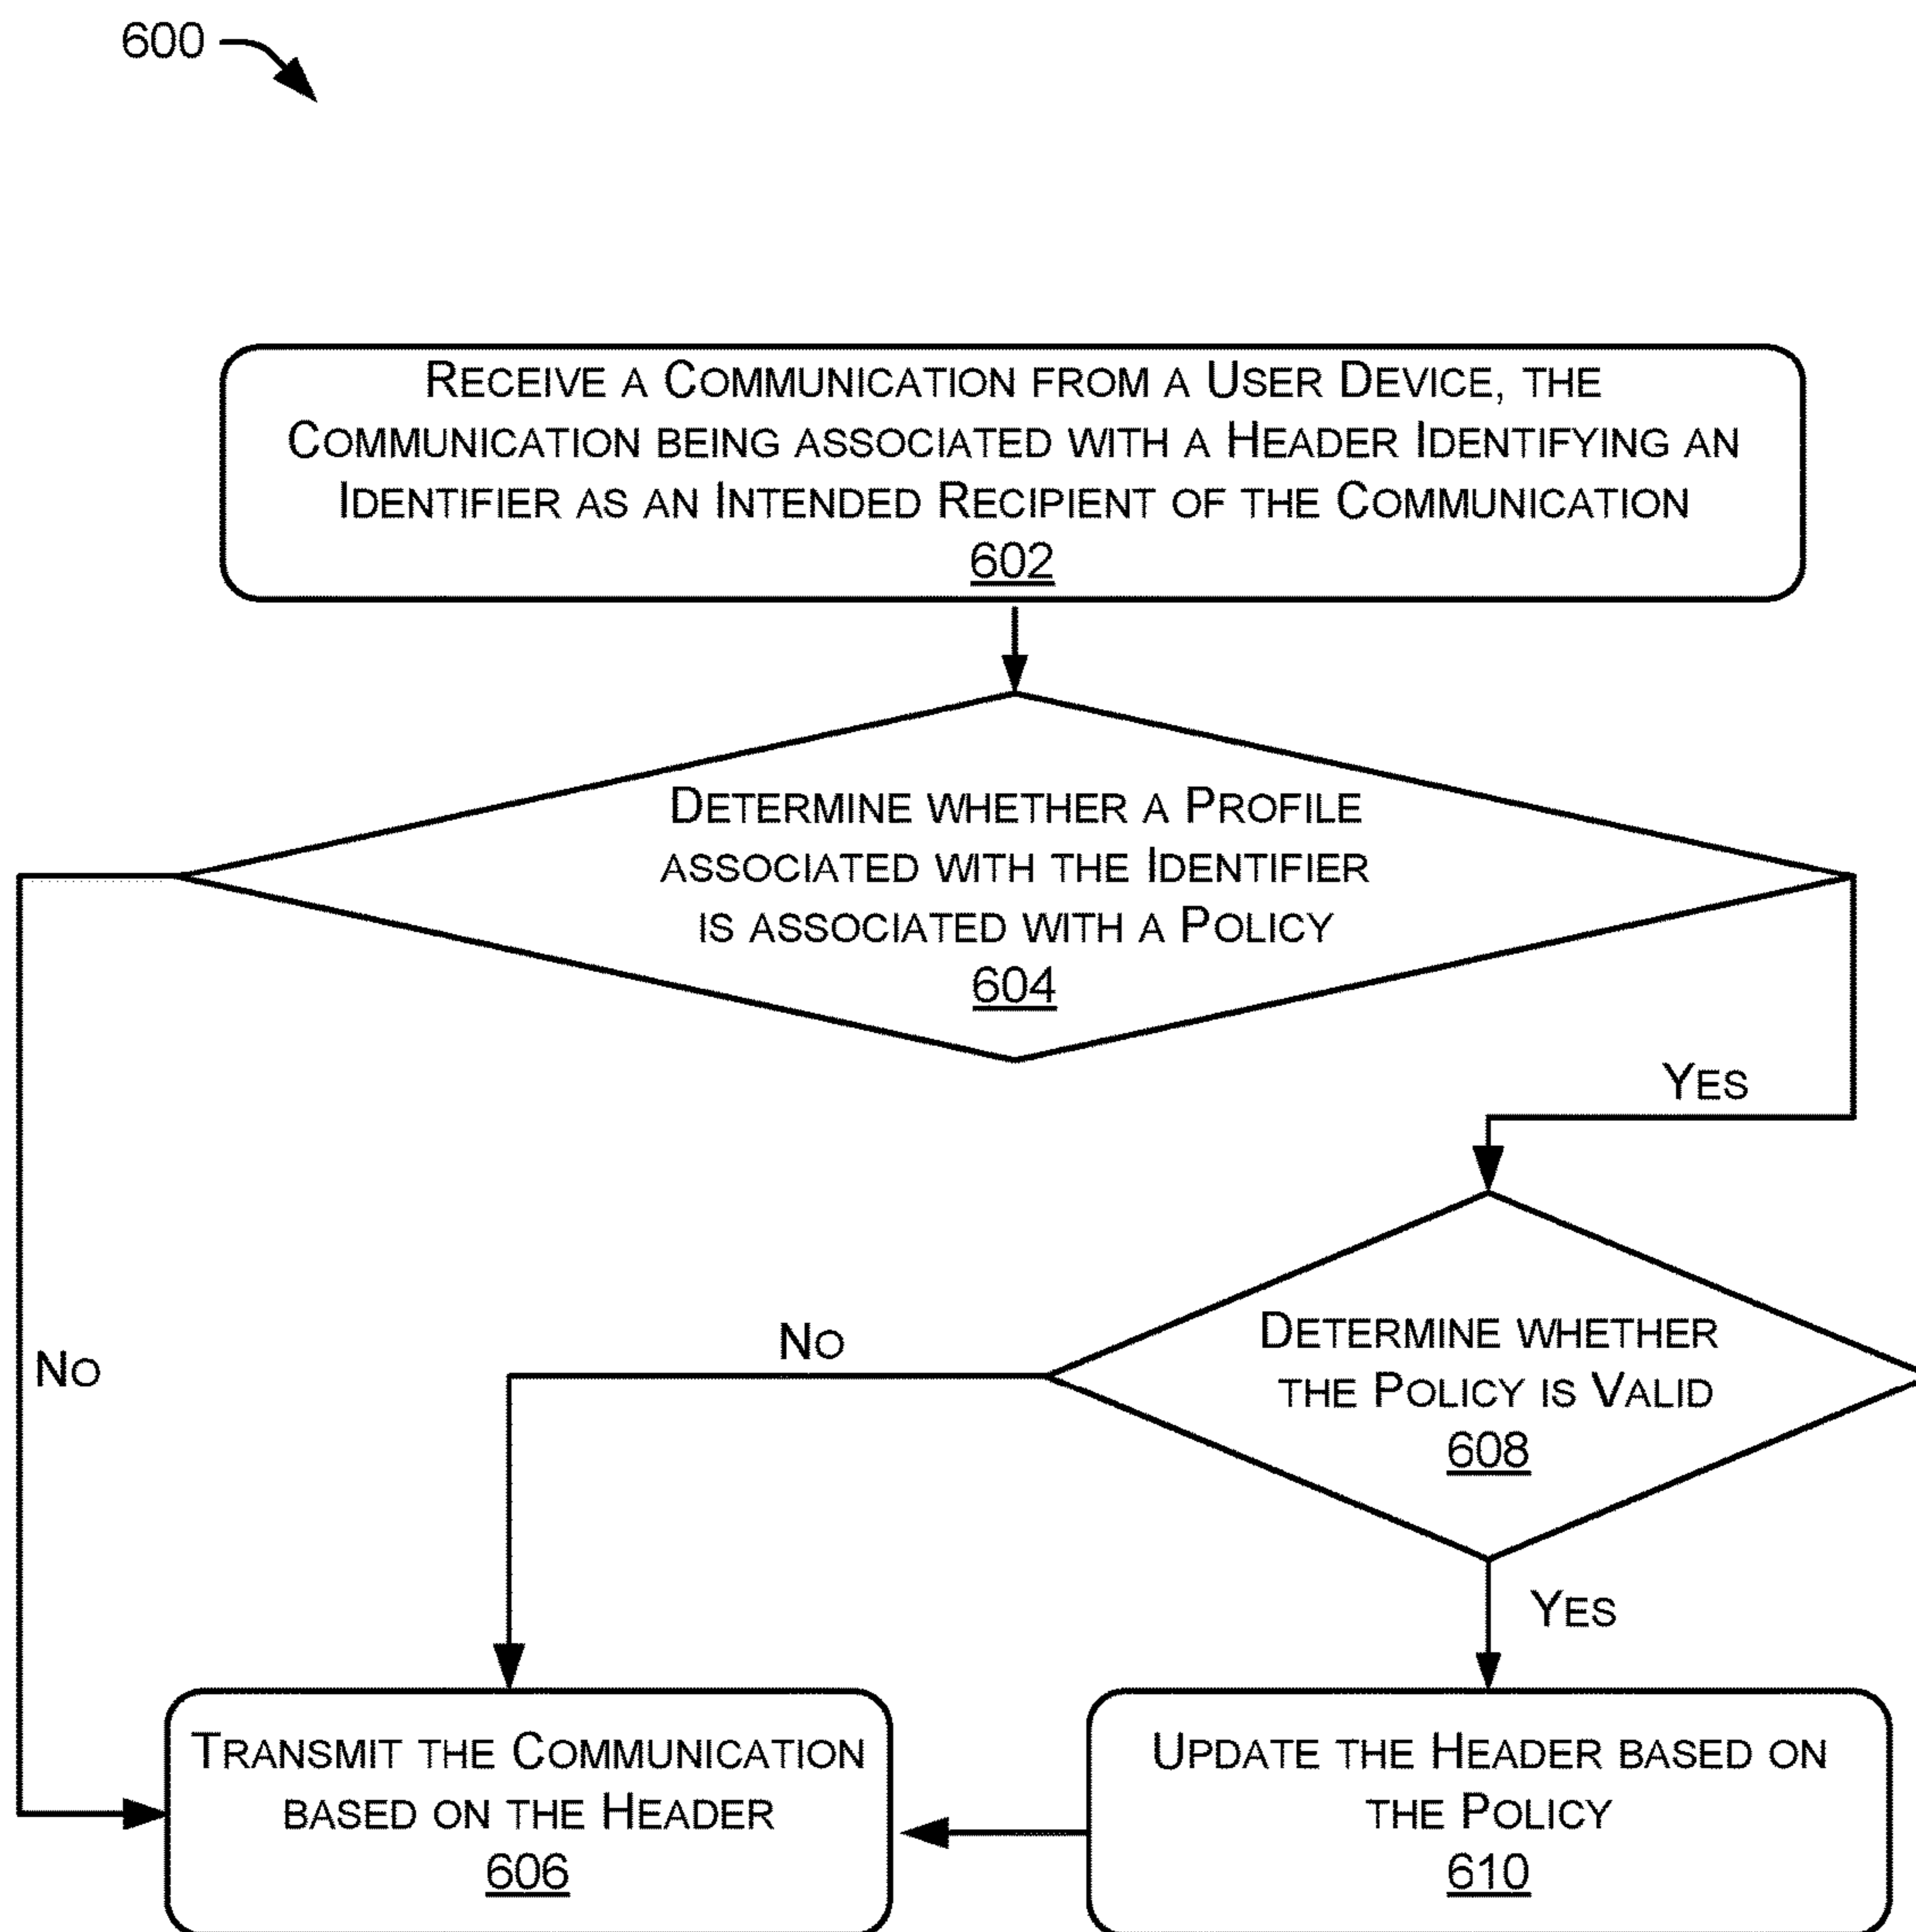 600
RECEIVE A COMMUNICATION FROM A USER DEVICE, THE
COMMUNICATION BEING ASSOCIATED WITH A HEADER IDENTIFYING AN
IDENTIFIER AS AN INTENDED RECIPIENT OF THE COMMUNICATION
602
DETERMINE WHETHER A PROFILE
ASSOCIATED WITH THE IDENTIFIER
IS ASSOCIATED WITH A POLICY
604
YES
NO
NO
DETERMINE WHETHER
THE POLICY IS VALID
608
YES
TRANSMIT THE COMMUNICATION
BASED ON THE HEADER
606
UPDATE THE HEADER BASED ON
THE POLICY
610